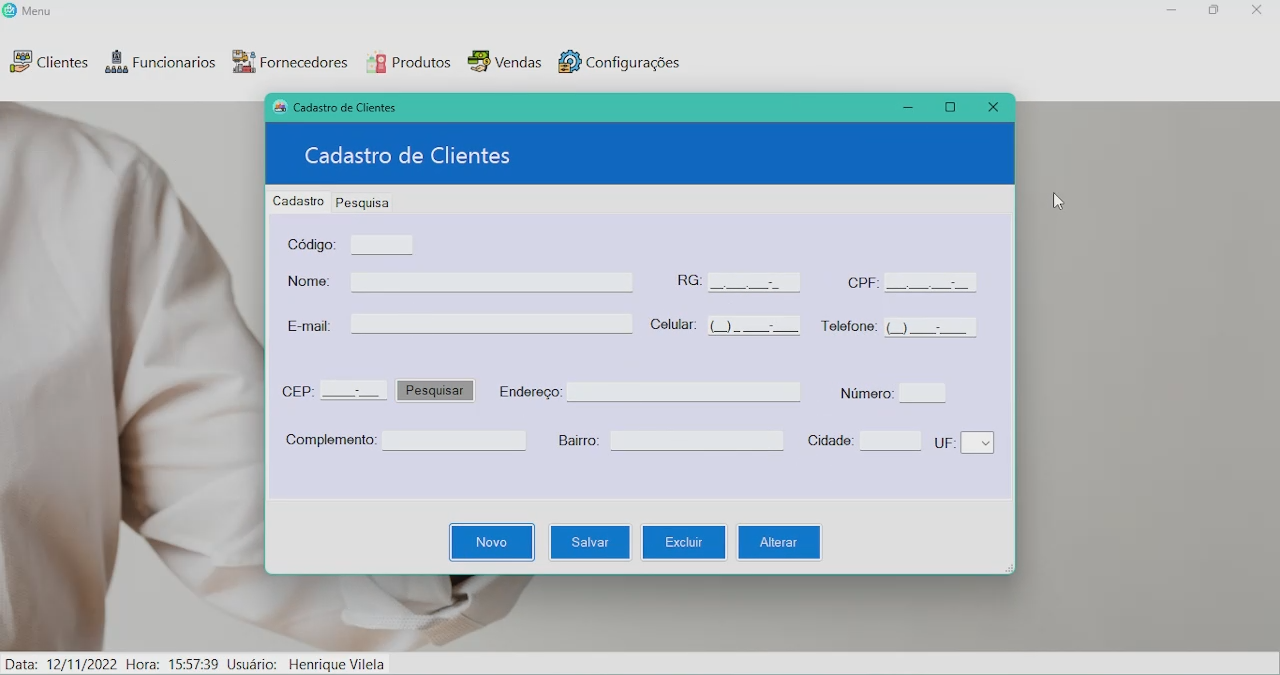 Menu
Clientes Funcionarios Fornecedores Produtos Vendas Configurações
Cadastro de Clientes
Cadastro de Clientes
Cadastro Pesquisa
Código:
Nome: RG: __.___.___-_ CPF: ___.___.___-__
E-mail: Celular: (__) _ ____-____ Telefone: (__) ____-____
CEP: _____-___ Pesquisar Endereço: Número:
Complemento: Bairro: Cidade: UF:
Novo Salvar Excluir Alterar
Data: 12/11/2022 Hora: 15:57:39 Usuário: Henrique Vilela